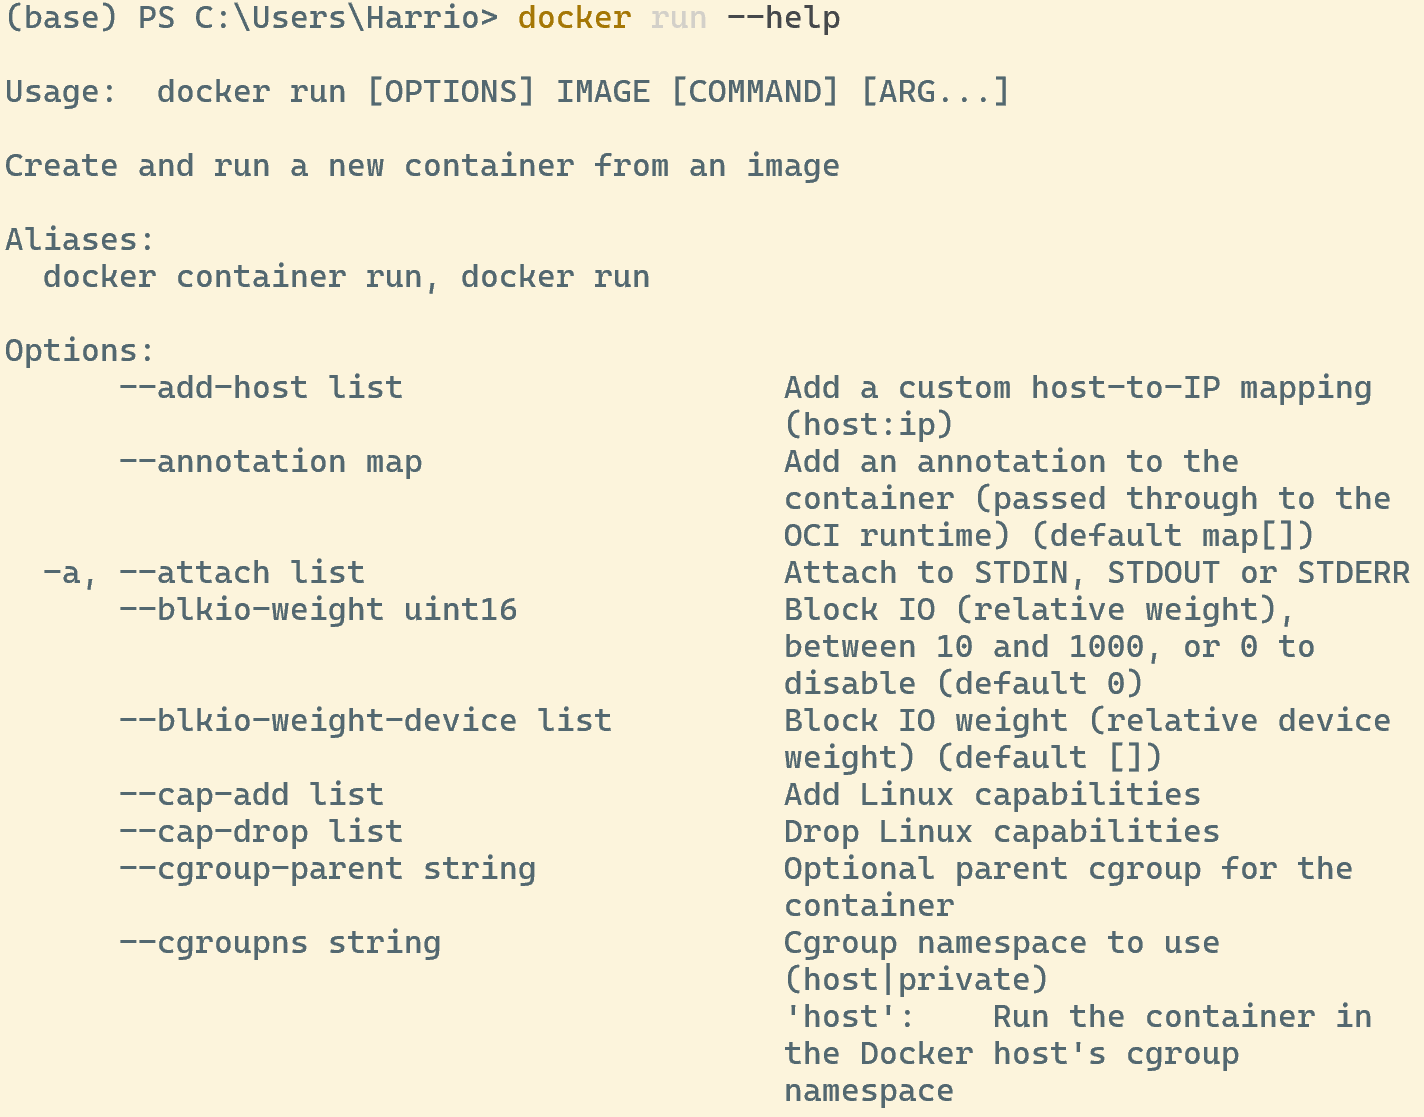 (base) PS C:\Users\Harrio> docker run --help
Usage:  docker run [OPTIONS] IMAGE [COMMAND] [ARG...]
Create and run a new container from an image
Aliases:
  docker container run, docker run
Options:
      --add-host list                    Add a custom host-to-IP mapping
                                         (host:ip)
      --annotation map                   Add an annotation to the
                                         container (passed through to the
                                         OCI runtime) (default map[])
  -a, --attach list                      Attach to STDIN, STDOUT or STDERR
      --blkio-weight uint16              Block IO (relative weight),
                                         between 10 and 1000, or 0 to
                                         disable (default 0)
      --blkio-weight-device list         Block IO weight (relative device
                                         weight) (default [])
      --cap-add list                     Add Linux capabilities
      --cap-drop list                    Drop Linux capabilities
      --cgroup-parent string             Optional parent cgroup for the
                                         container
      --cgroupns string                  Cgroup namespace to use
                                         (host|private)
                                         'host':    Run the container in
                                         the Docker host's cgroup
                                         namespace